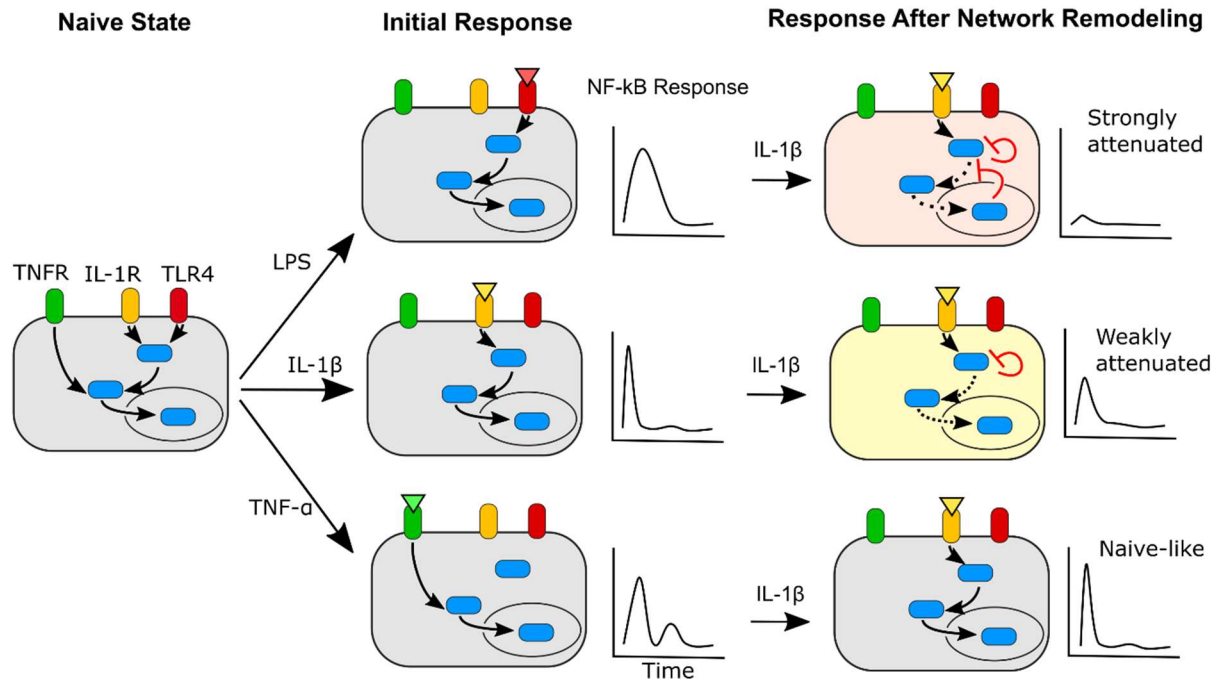 Naive State
Initial Response
Response After Network Remodeling
NF-kB Response
IL-1β
Strongly
attenuated
LPS
TNFR IL-1R TLR4
IL-1β
IL-1β
Weakly
attenuated
TNF-α
IL-1β
Naive-like
Time